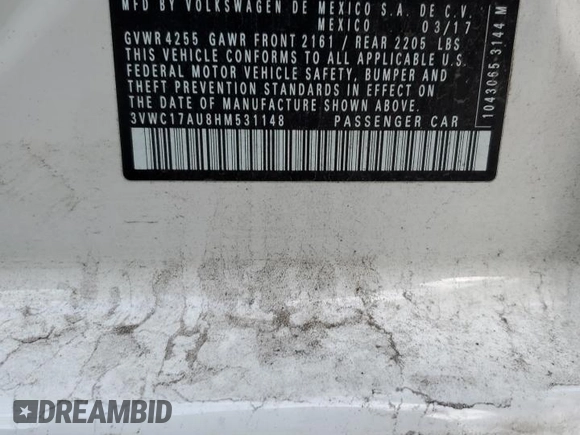 MFD BY VOLKSWAGEN DE MEXICO S.A. DE C.V.
MEXICO 03/17
GVWR 4255 GAWR FRONT 2161 / REAR 2205 LBS
THIS VEHICLE CONFORMS TO ALL APPLICABLE U.S.
FEDERAL MOTOR VEHICLE SAFETY, BUMPER AND
THEFT PREVENTION STANDARDS IN EFFECT ON THE
DATE OF MANUFACTURE SHOWN ABOVE.
3VWC17AU8HM531148 PASSENGER CAR
1043065-3144 M
DREAMBID